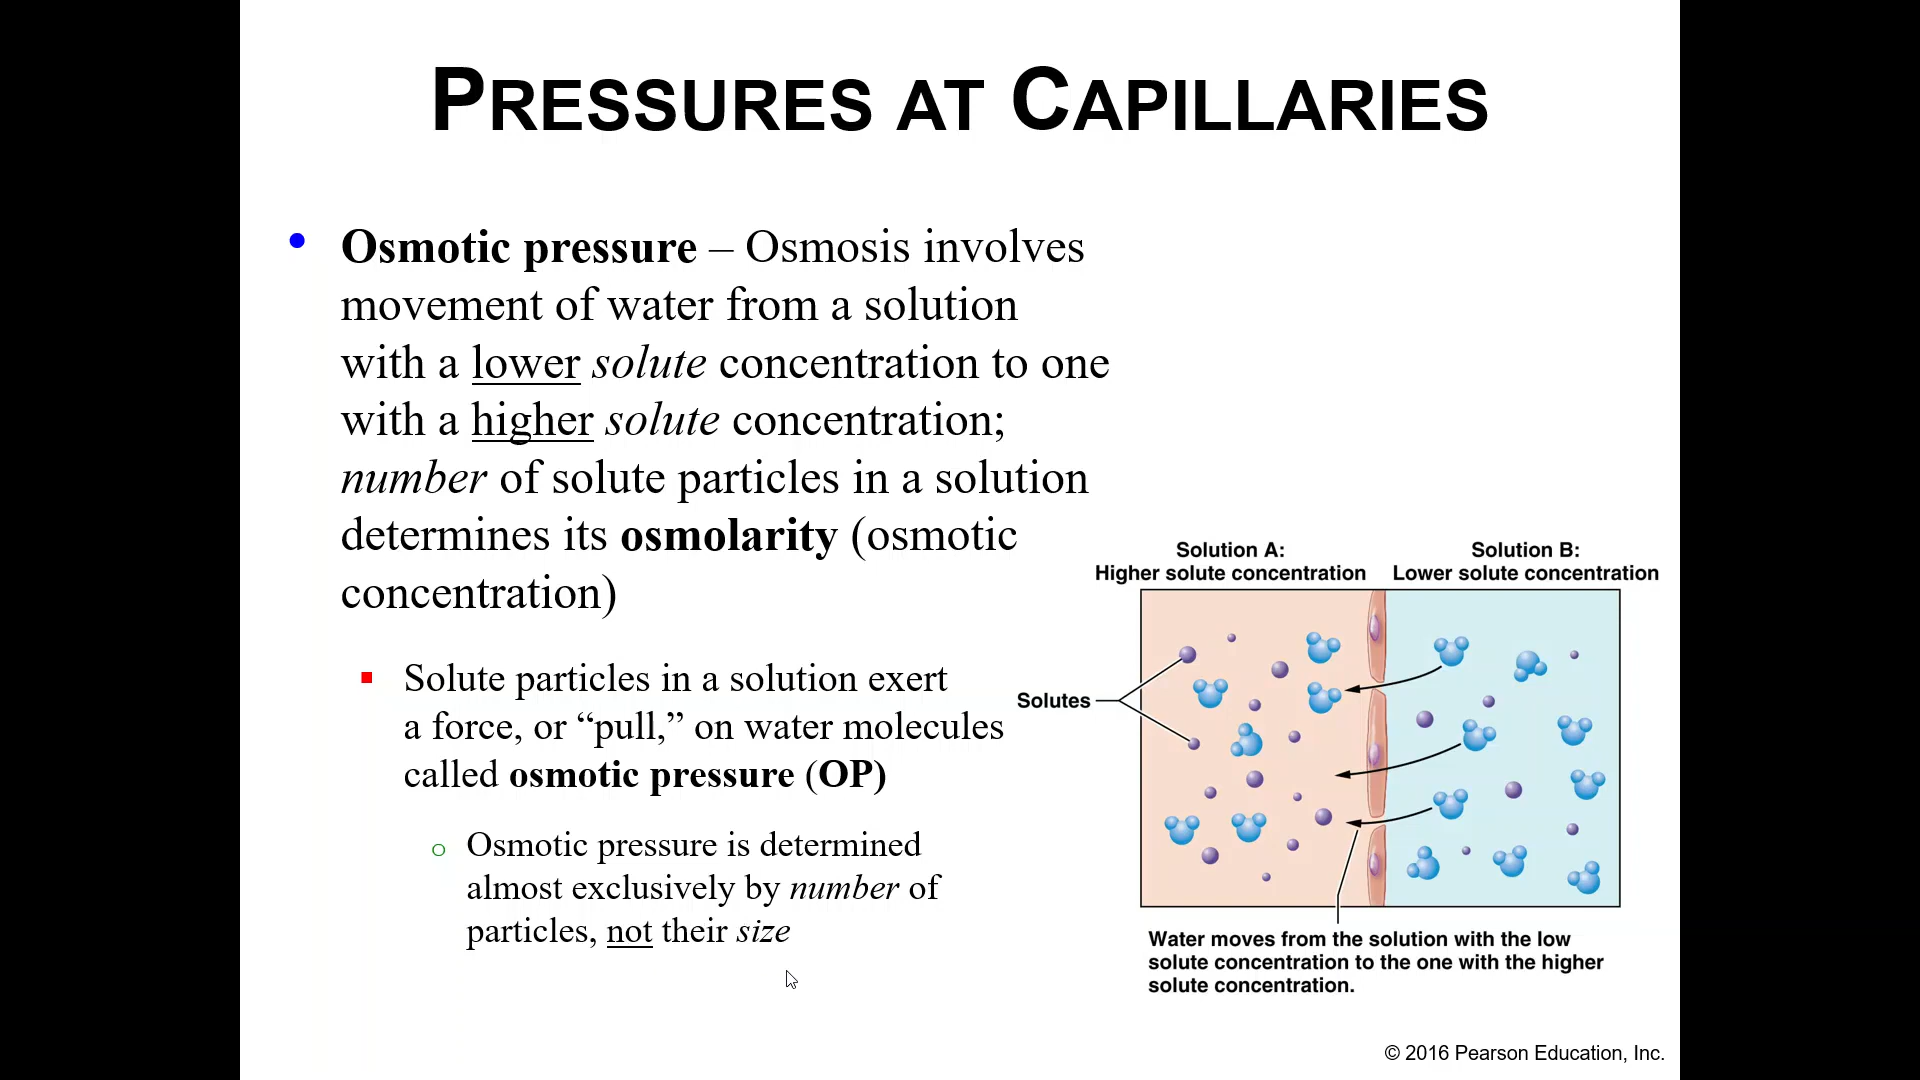 PRESSURES AT CAPILLARIES
• Osmotic pressure – Osmosis involves
movement of water from a solution
with a lower solute concentration to one
with a higher solute concentration;
number of solute particles in a solution
determines its osmolarity (osmotic
concentration)
▪ Solute particles in a solution exert
a force, or “pull,” on water molecules
called osmotic pressure (OP)
o Osmotic pressure is determined
almost exclusively by number of
particles, not their size
Solution A:
Higher solute concentration
Solution B:
Lower solute concentration
Solutes
Water moves from the solution with the low
solute concentration to the one with the higher
solute concentration.
© 2016 Pearson Education, Inc.